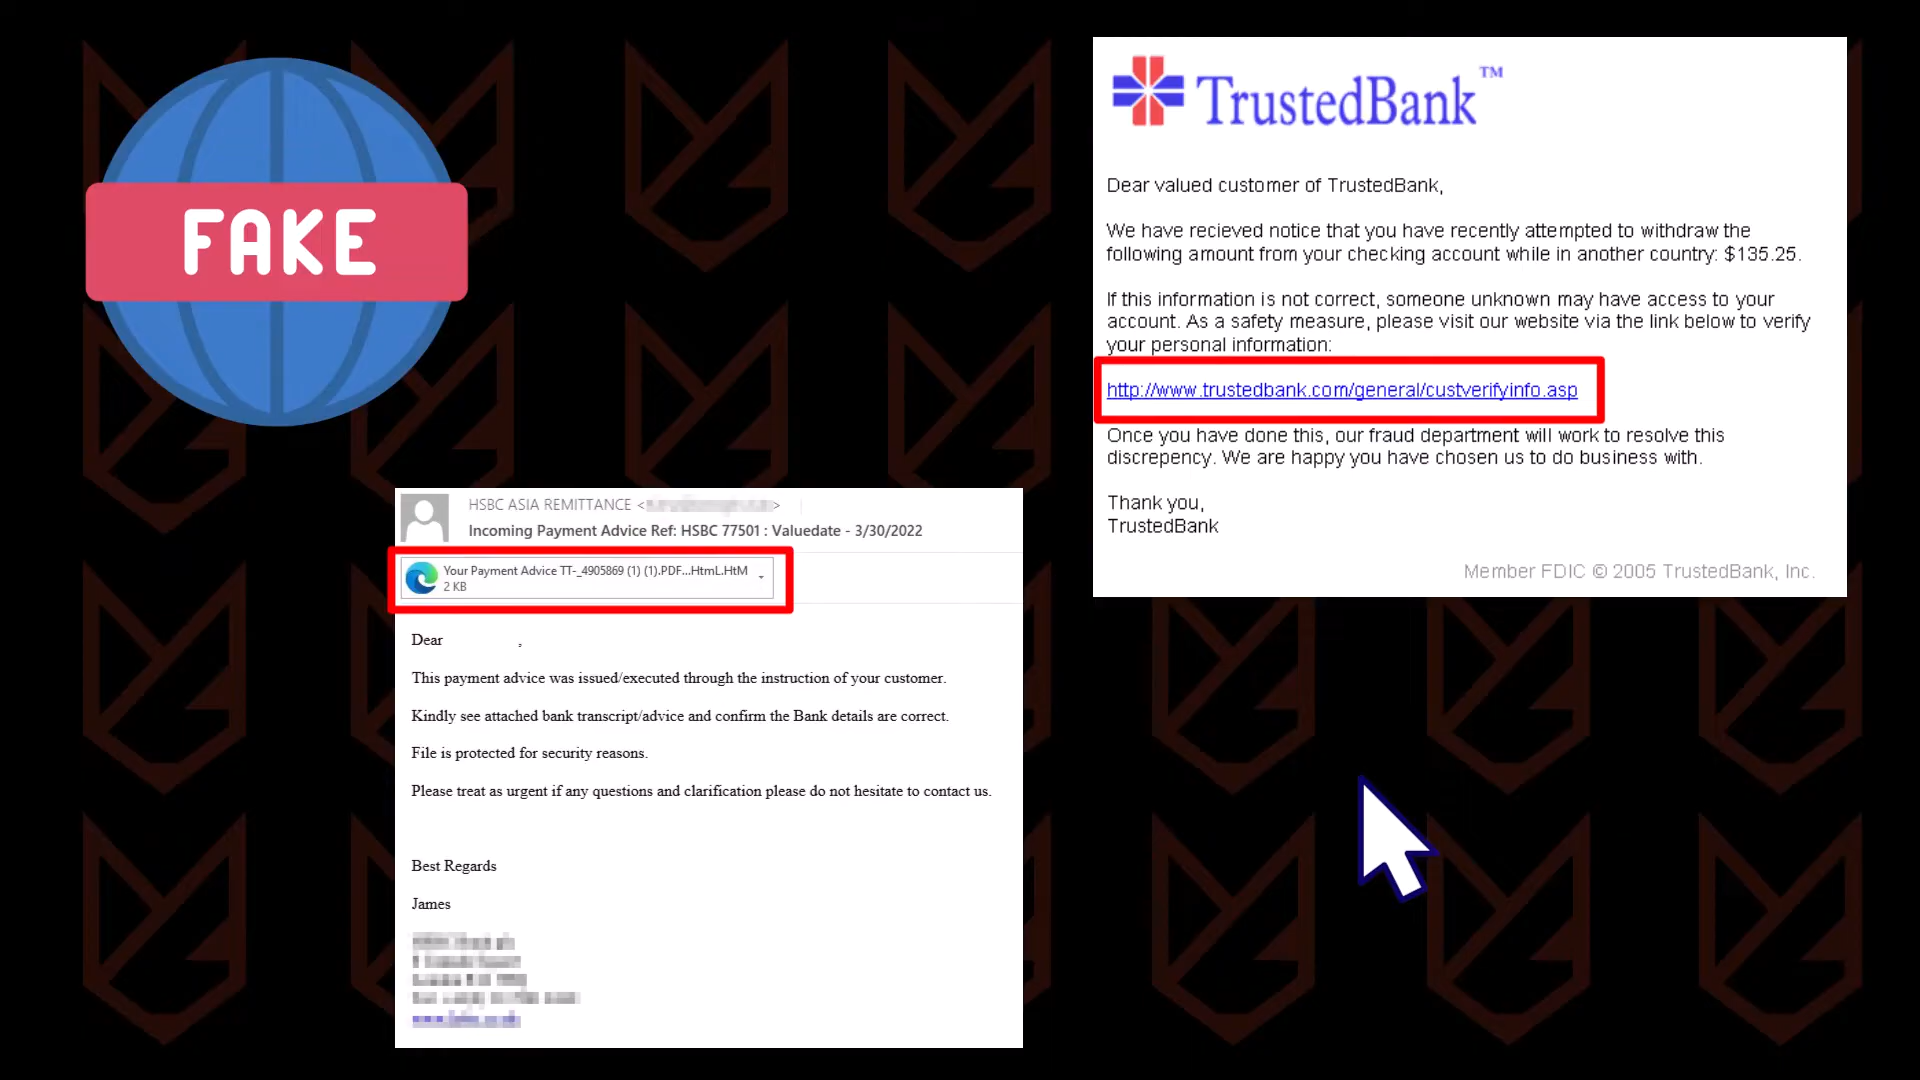 FAKE
TrustedBank™
Dear valued customer of TrustedBank,
We have recieved notice that you have recently attempted to withdraw the
following amount from your checking account while in another country: $135.25.
If this information is not correct, someone unknown may have access to your
account. As a safety measure, please visit our website via the link below to verify
your personal information:
http://www.trustedbank.com/general/custverifyinfo.asp
Once you have done this, our fraud department will work to resolve this
discrepency. We are happy you have chosen us to do business with.
Thank you,
TrustedBank
Member FDIC © 2005 TrustedBank, Inc.
HSBC ASIA REMITTANCE < >
Incoming Payment Advice Ref: HSBC 77501 : Valuedate - 3/30/2022
Your Payment Advice TT-_4905869 (1) (1).PDF...HtmL.HtM
2 KB
Dear ,
This payment advice was issued/executed through the instruction of your customer.
Kindly see attached bank transcript/advice and confirm the Bank details are correct.
File is protected for security reasons.
Please treat as urgent if any questions and clarification please do not hesitate to contact us.
Best Regards
James